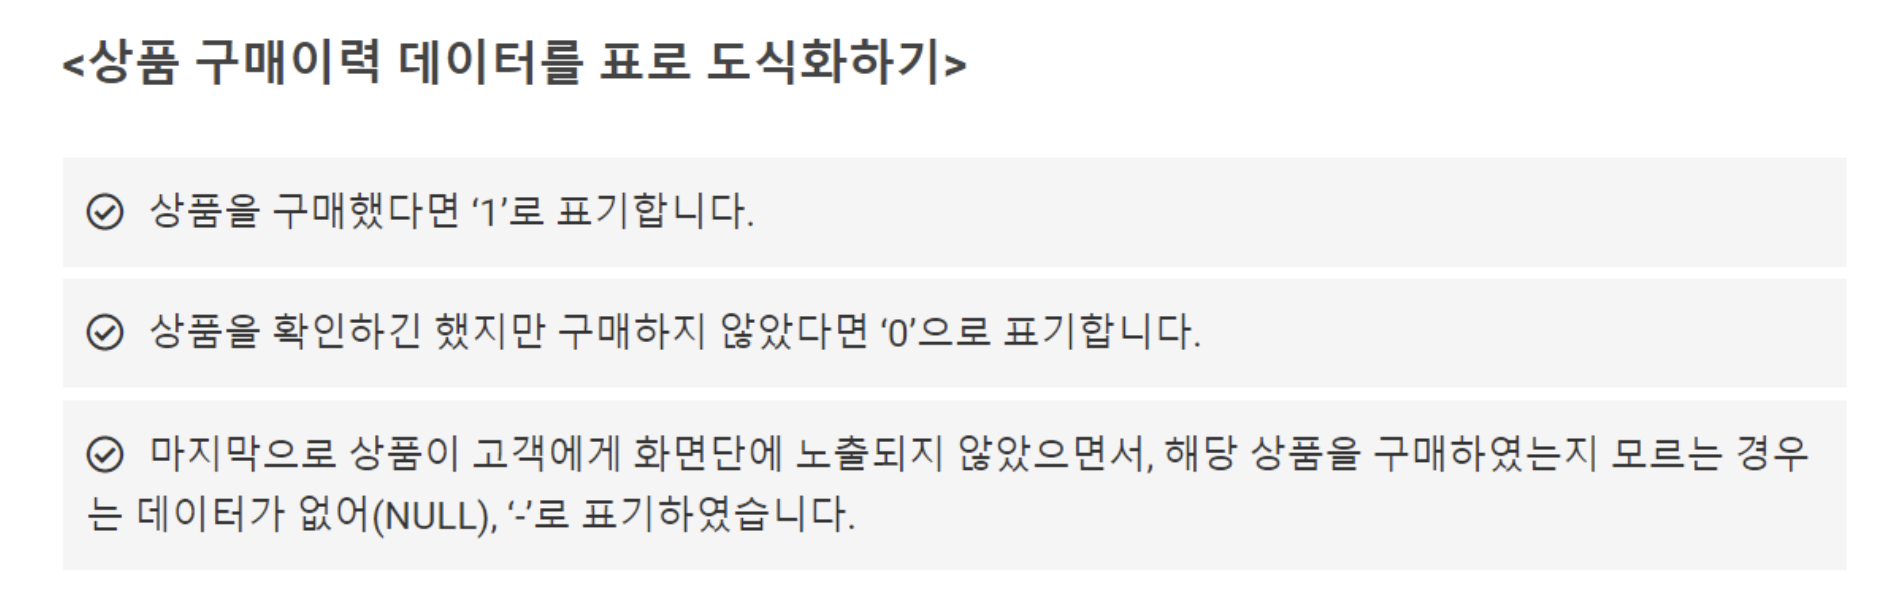 <상품 구매이력 데이터를 표로 도식화하기>
상품을 구매했다면 ‘1’로 표기합니다.
상품을 확인하긴 했지만 구매하지 않았다면 ‘0’으로 표기합니다.
마지막으로 상품이 고객에게 화면단에 노출되지 않았으면서, 해당 상품을 구매하였는지 모르는 경우
는 데이터가 없어(NULL), ‘-’로 표기하였습니다.